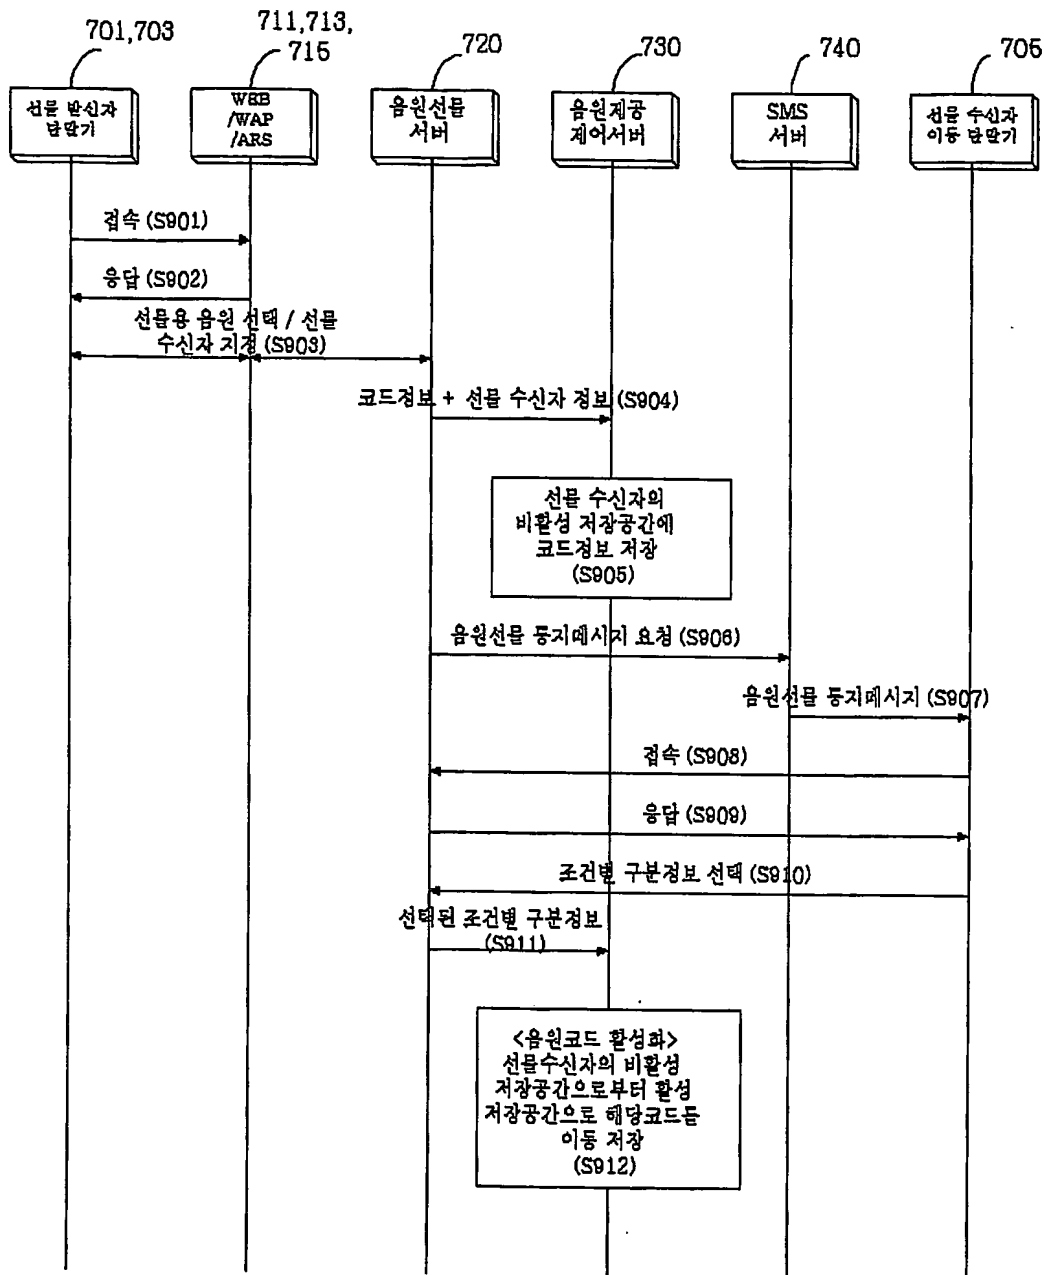 701,703
711,713,
715
720
730
740
705
선물 발신자
단말기
WEB
/WAP
/ARS
음원선물
서버
음원제공
제어서버
SMS
서버
선물 수신자
이동 단말기
접속 (S901)
응답 (S902)
선물용 음원 선택 / 선물
수신자 지정 (S903)
코드정보 + 선물 수신자 정보 (S904)
선물 수신자의
비활성 저장공간에
코드정보 저장
(S905)
음원선물 통지메시지 요청 (S906)
음원선물 통지메시지 (S907)
접속 (S908)
응답 (S909)
조건별 구분정보 선택 (S910)
선택된 조건별 구분정보
(S911)
<음원코드 활성화>
선물수신자의 비활성
저장공간으로부터 활성
저장공간으로 해당코드를
이동 저장
(S912)